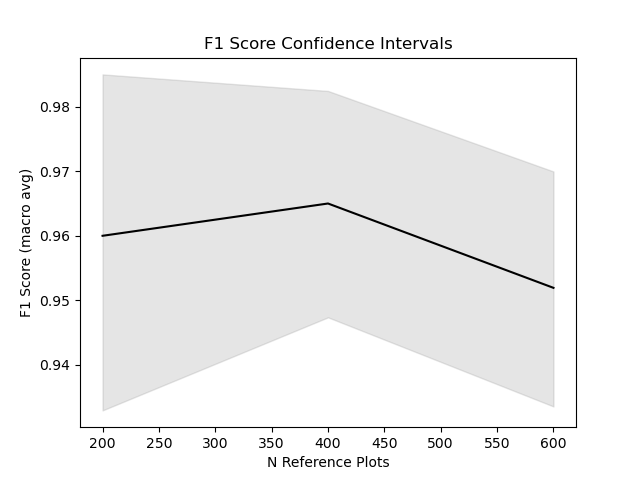 F1 Score Confidence Intervals
0.98
0.97
0.96
0.95
0.94
F1 Score (macro avg)
200 250 300 350 400 450 500 550 600
N Reference Plots